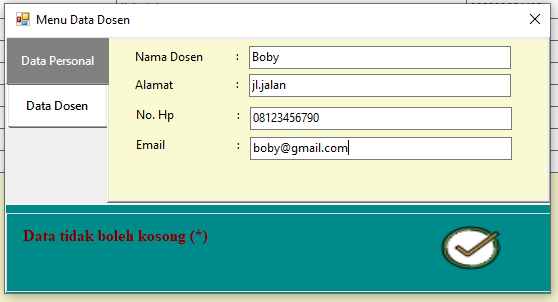 Menu Data Dosen
Data Personal
Data Dosen
Nama Dosen : Boby
Alamat : jl.jalan
No. Hp : 08123456790
Email : boby@gmail.com
Data tidak boleh kosong (*)